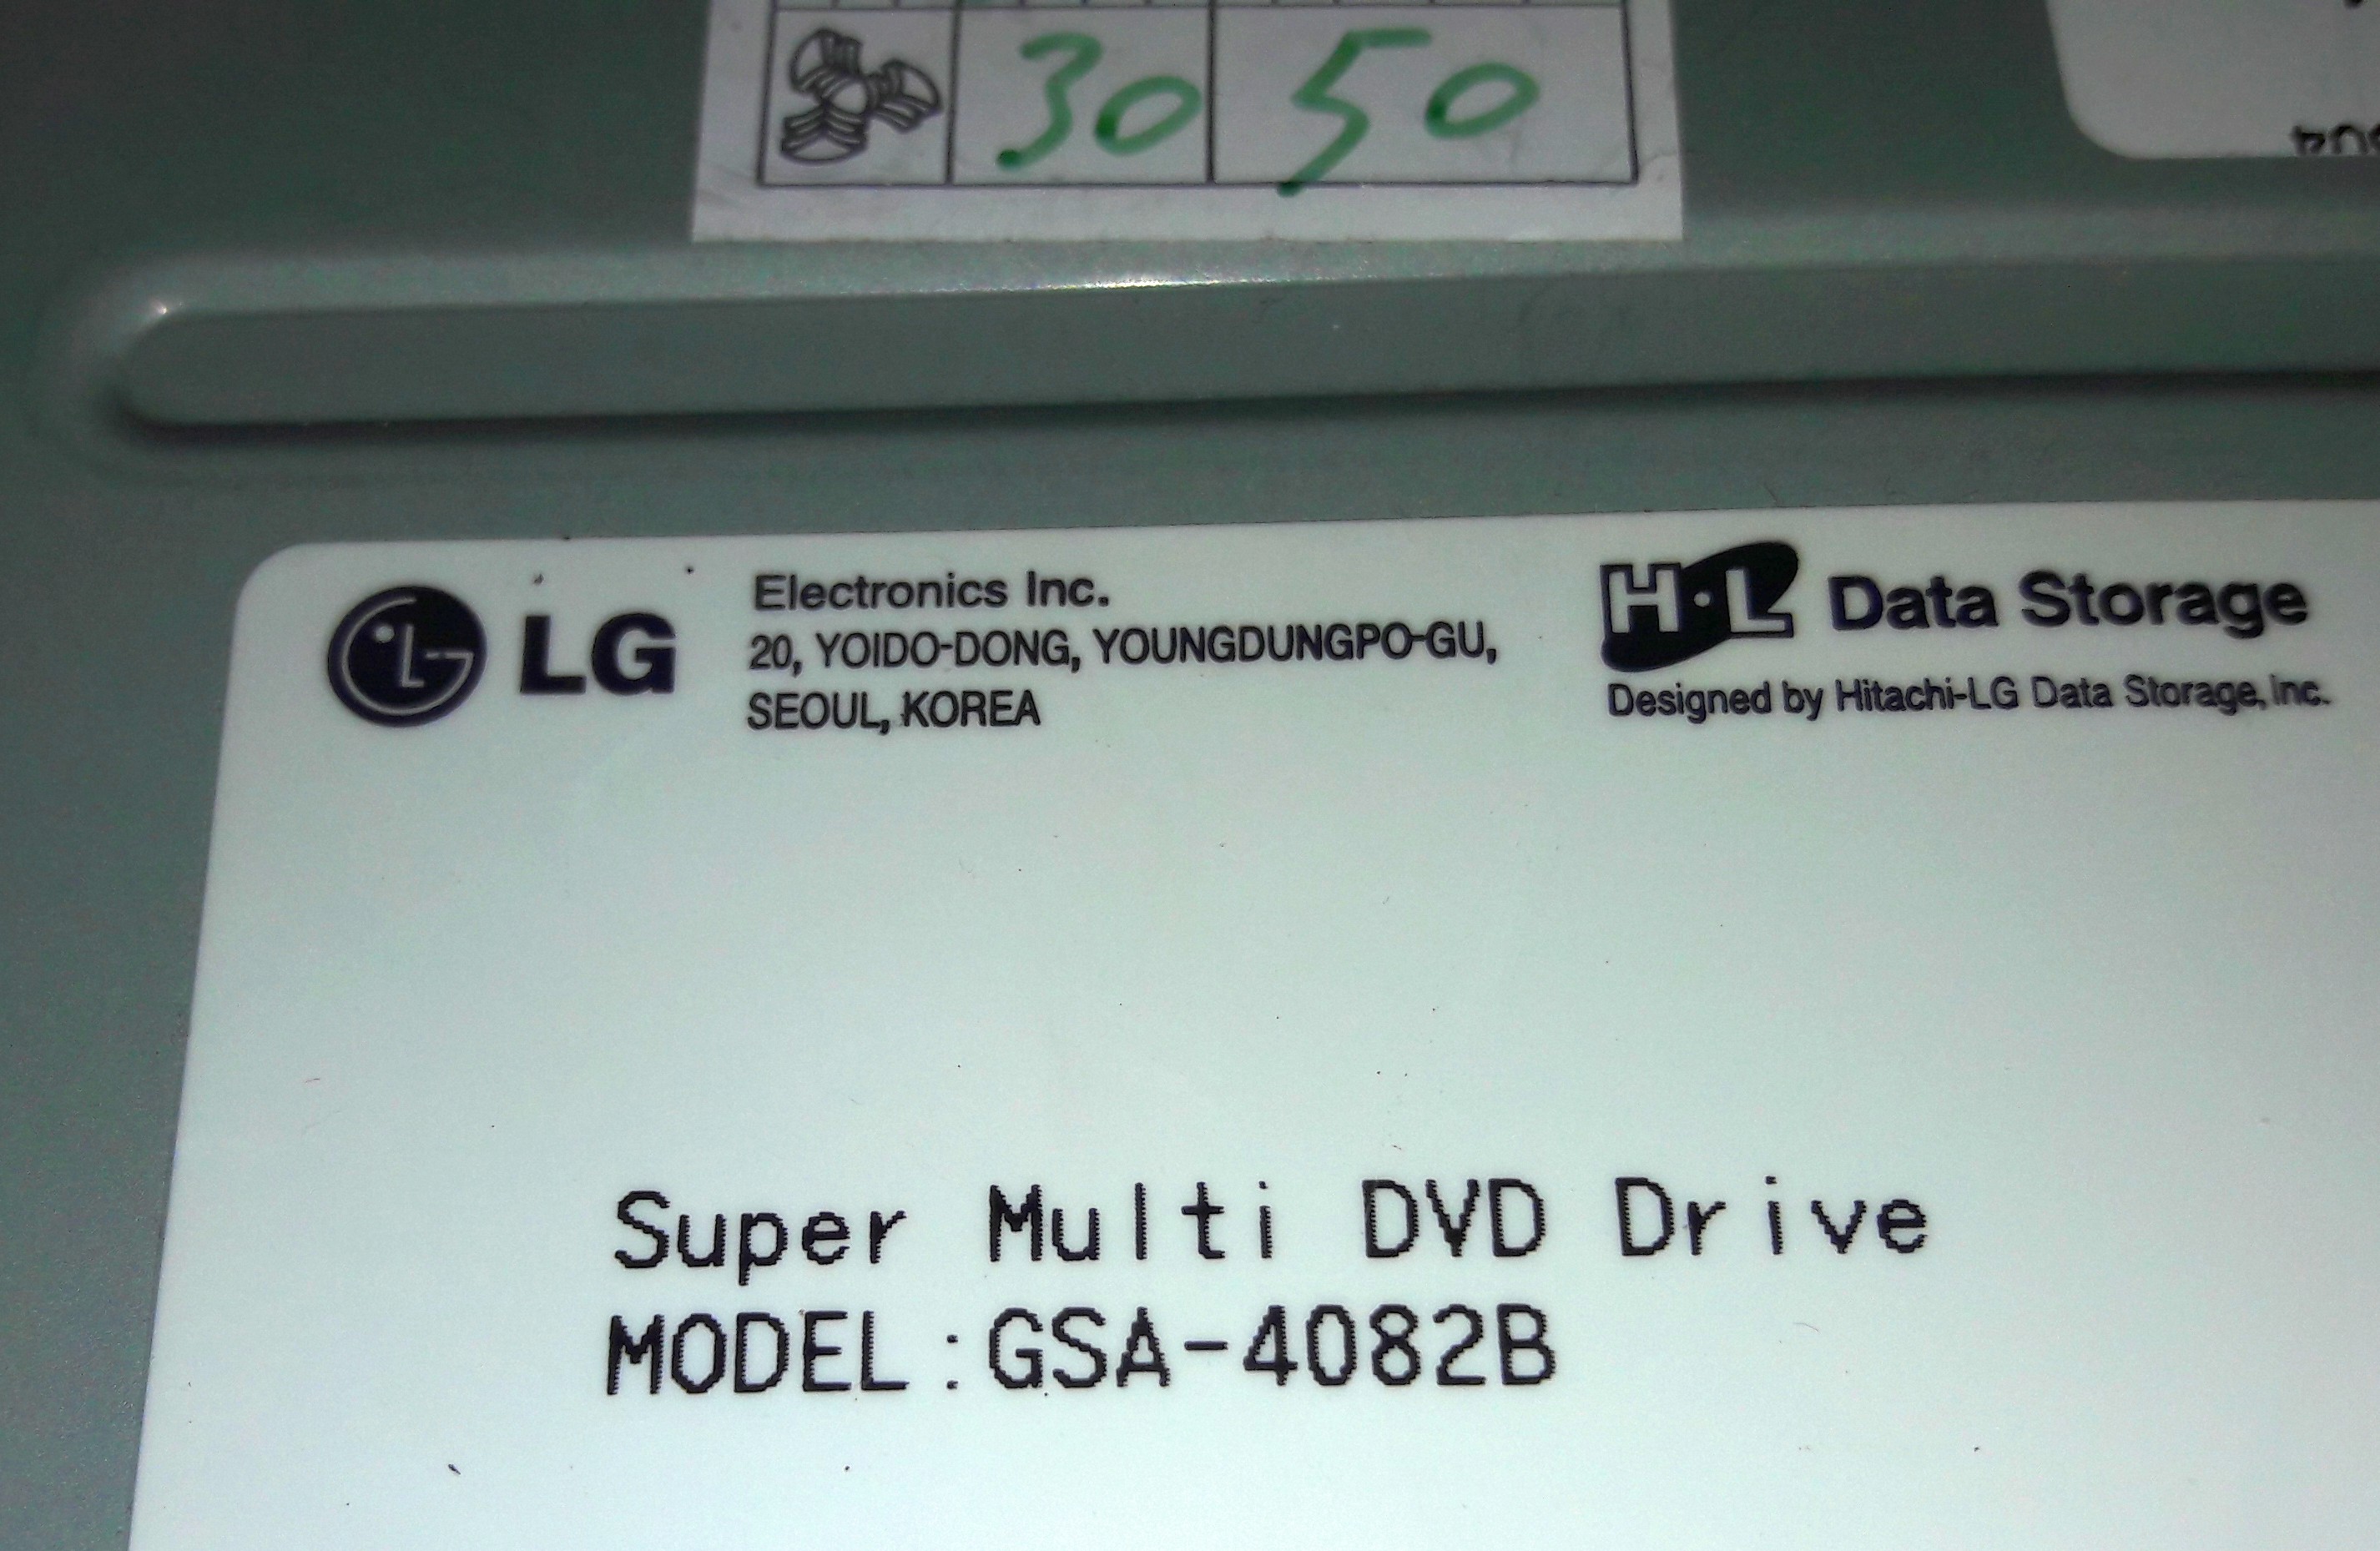 30 50
LG
Electronics Inc.
20, YOIDO-DONG, YOUNGDUNGPO-GU,
SEOUL, KOREA
H·L Data Storage
Designed by Hitachi-LG Data Storage, Inc.
Super Multi DVD Drive
MODEL:GSA-4082B